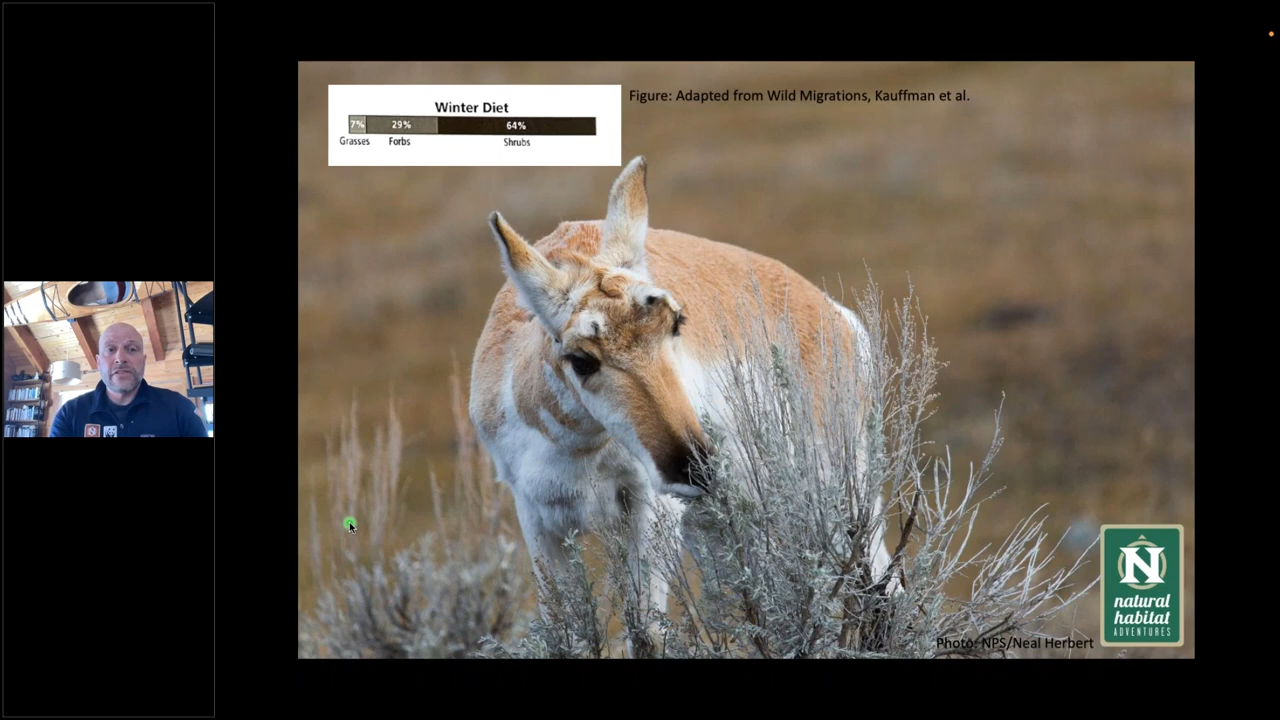 Winter Diet
7% 29% 64%
Grasses Forbs Shrubs
Figure: Adapted from Wild Migrations, Kauffman et al.
Photo: NPS/Neal Herbert
N
natural
habitat
ADVENTURES